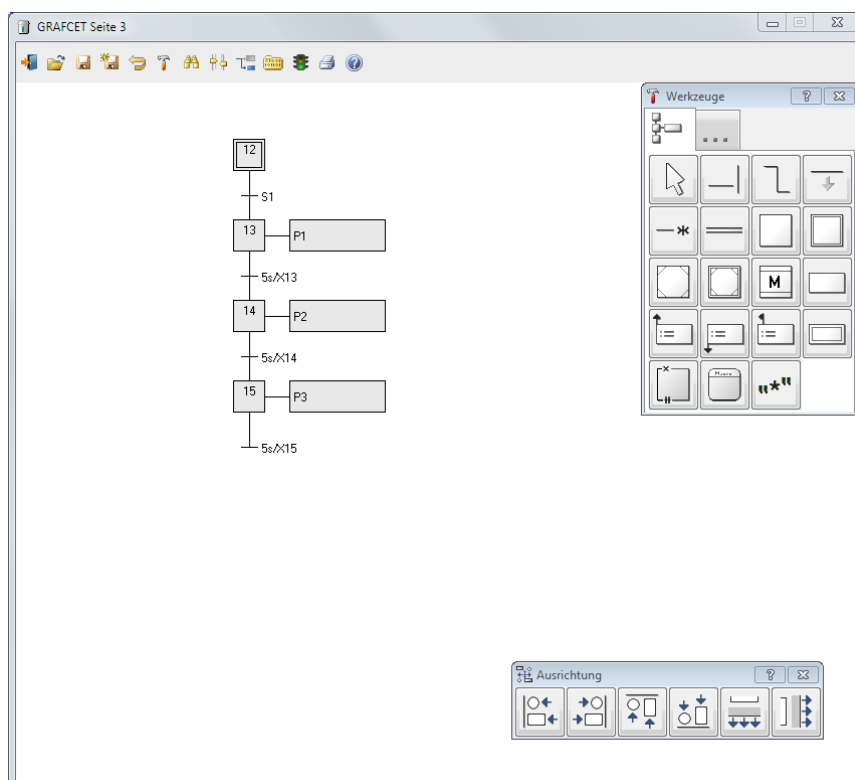 GRAFCET Seite 3
Werkzeuge
...
12
S1
13
P1
5s/X13
14
P2
5s/X14
15
P3
5s/X15
M
Macro
"*"
Ausrichtung